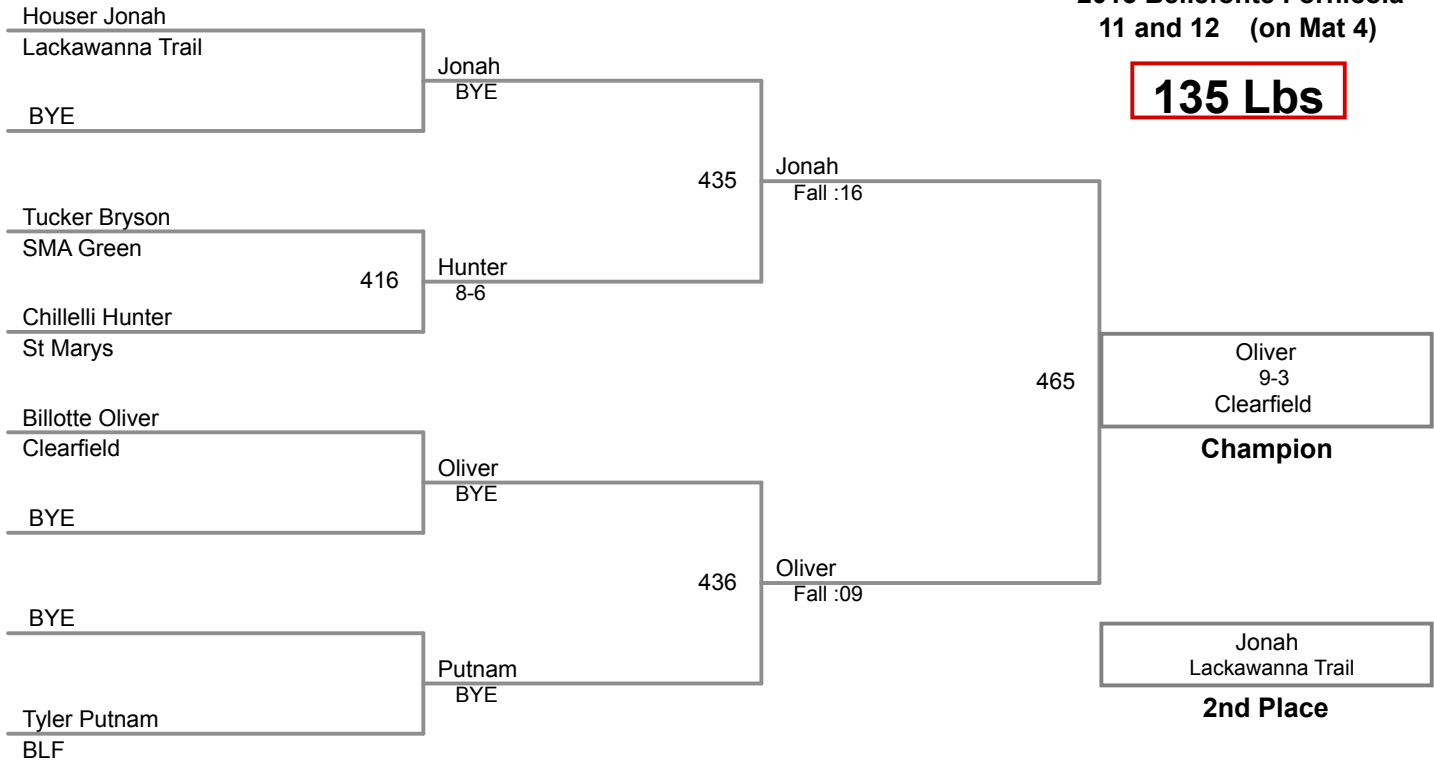 Houser Jonah
Lackawanna Trail
BYE
Tucker Bryson
SMA Green
Chillelli Hunter
St Marys
Billotte Oliver
Clearfield
BYE
BYE
Tyler Putnam
BLF
416
Jonah
BYE
Hunter
8-6
Oliver
BYE
Putnam
BYE
435
436
Jonah
Fall :16
Oliver
Fall :09
465
11 and 12 (on Mat 4)
135 Lbs
Oliver
9-3
Clearfield
Champion
Jonah
Lackawanna Trail
2nd Place